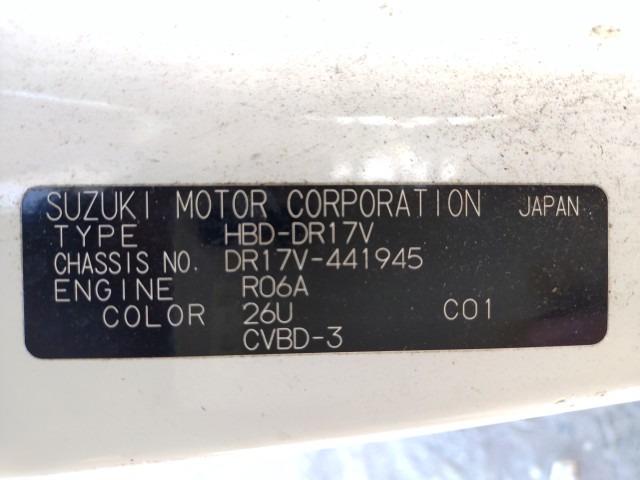 SUZUKI MOTOR CORPORATION JAPAN
TYPE HBD-DR17V
CHASSIS NO. DR17V-441945
ENGINE R06A
COLOR 26U C01
CVBD-3